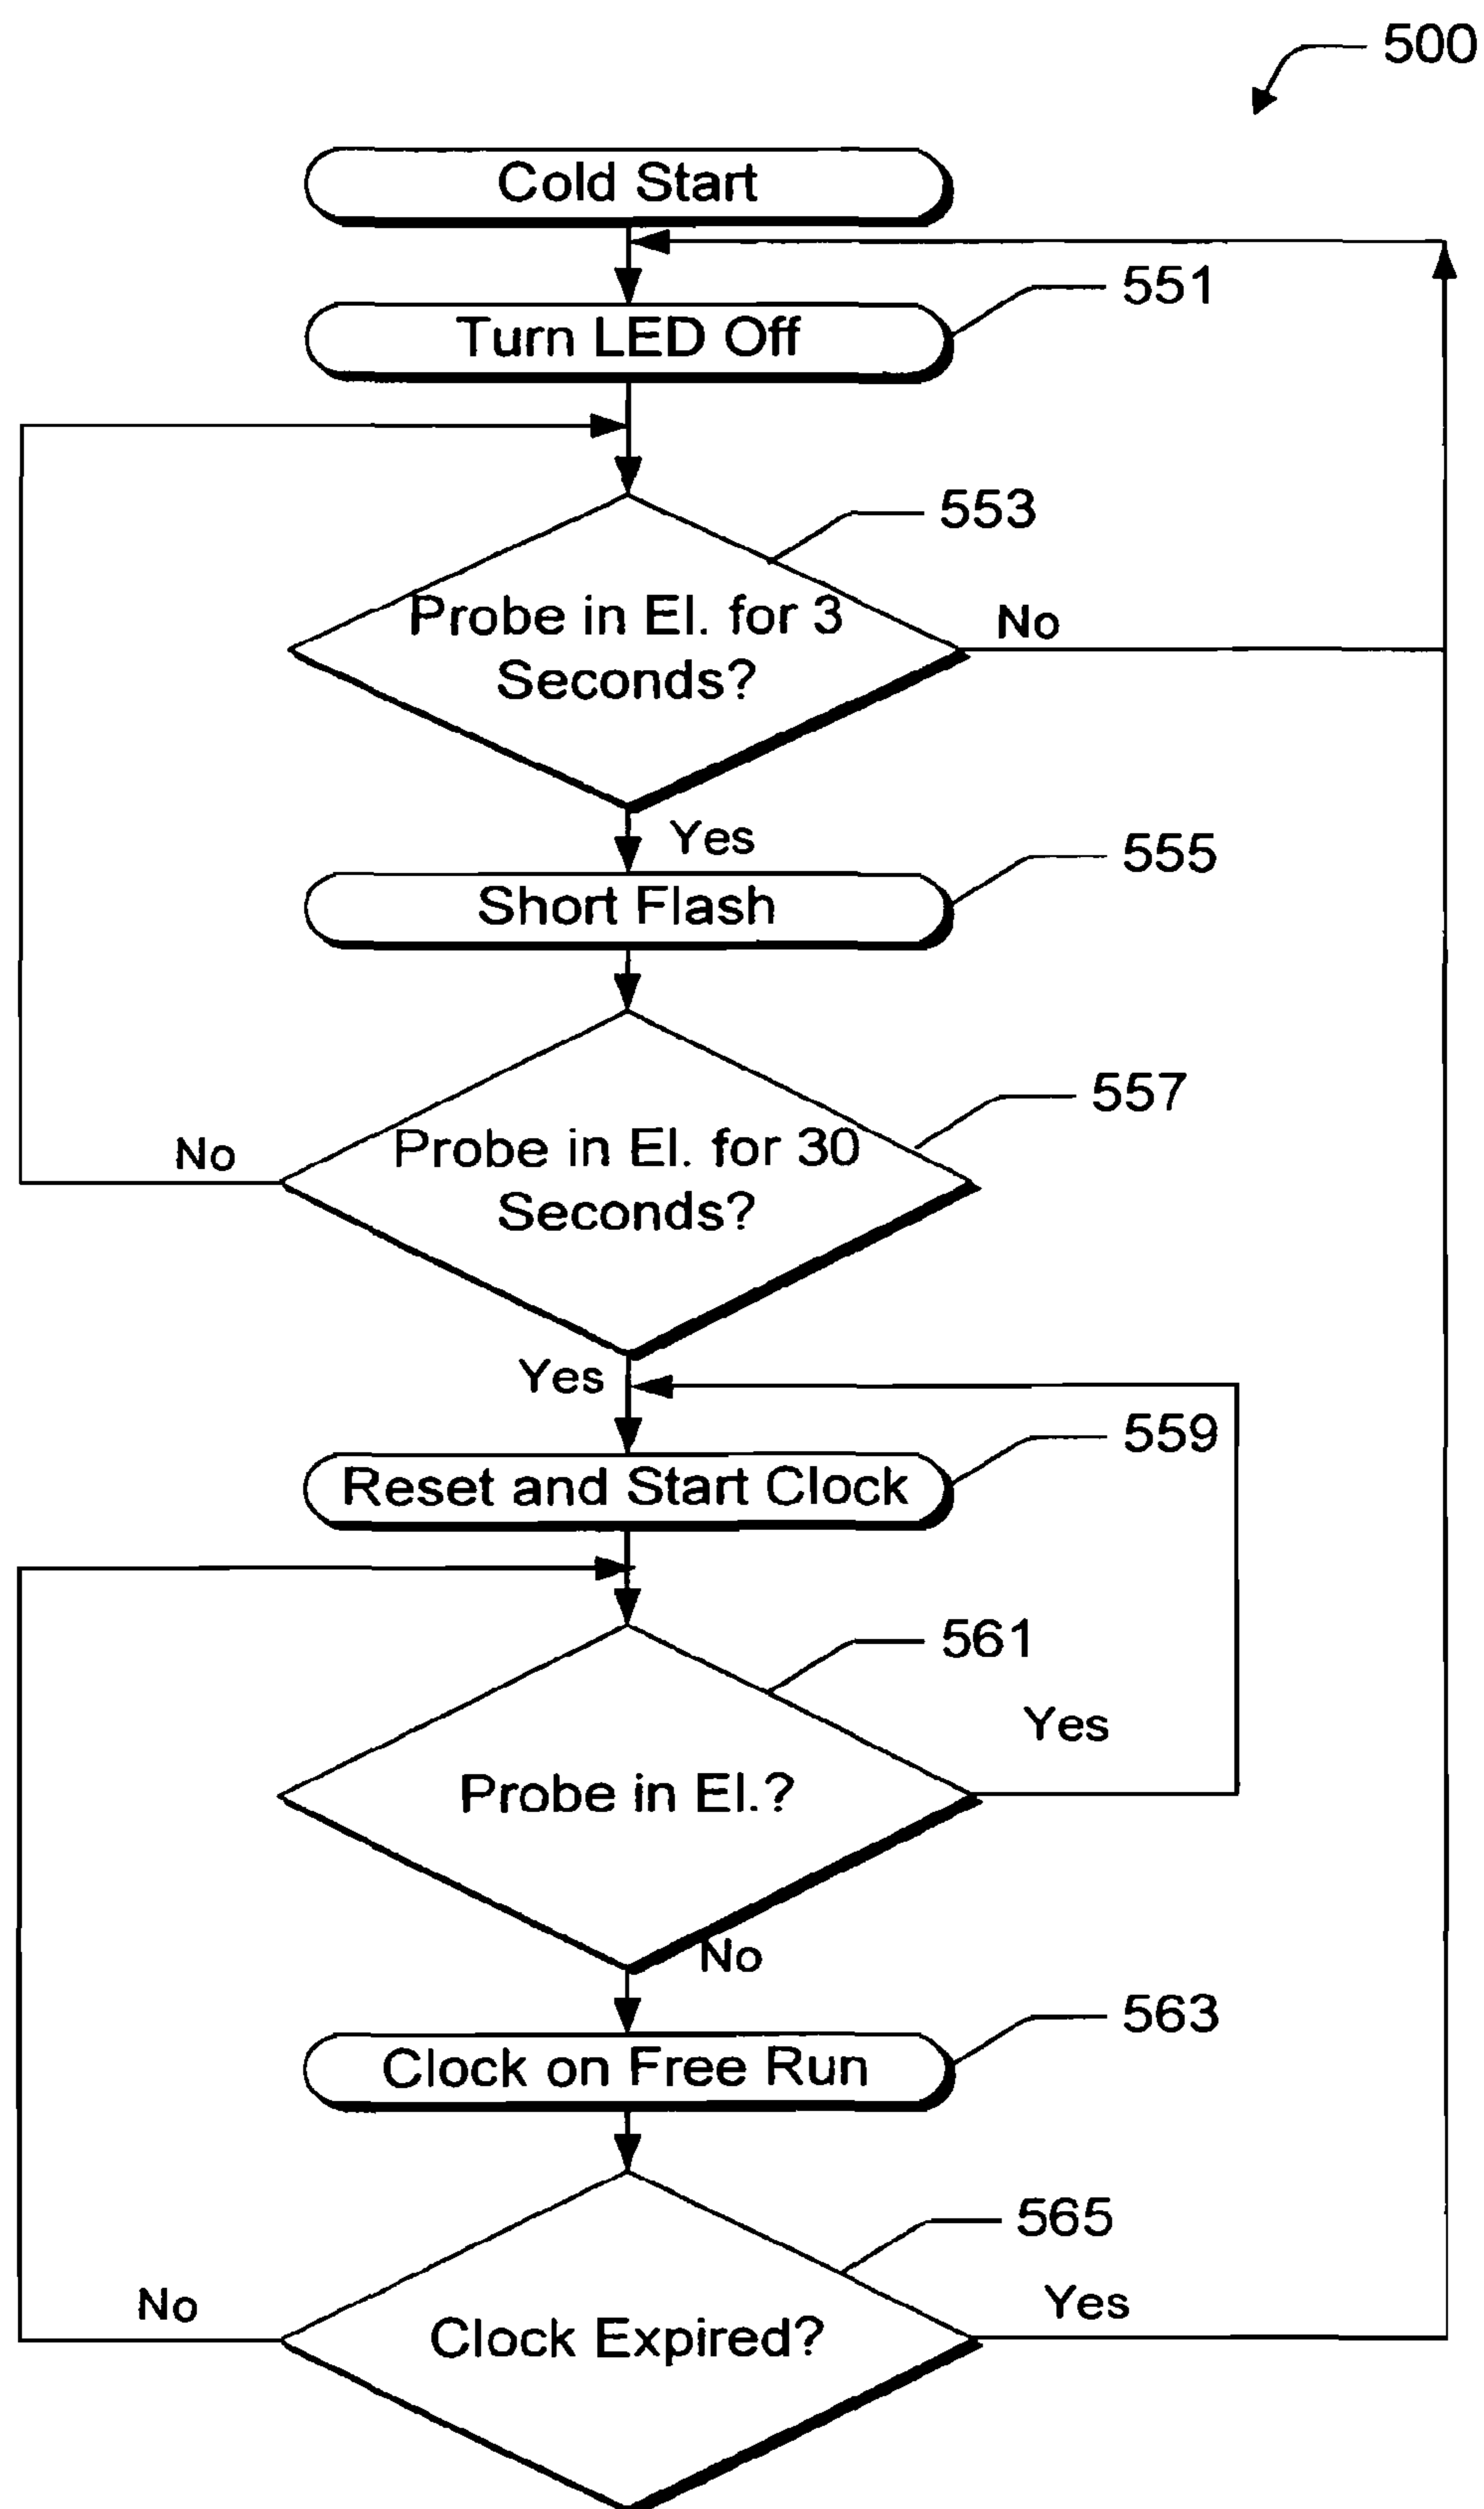 500
Cold Start
551
Turn LED Off
553
Probe in El. for 3
Seconds?
No
Yes
555
Short Flash
557
Probe in El. for 30
Seconds?
No
Yes
559
Reset and Start Clock
561
Yes
Probe in El.?
No
563
Clock on Free Run
565
No
Yes
Clock Expired?